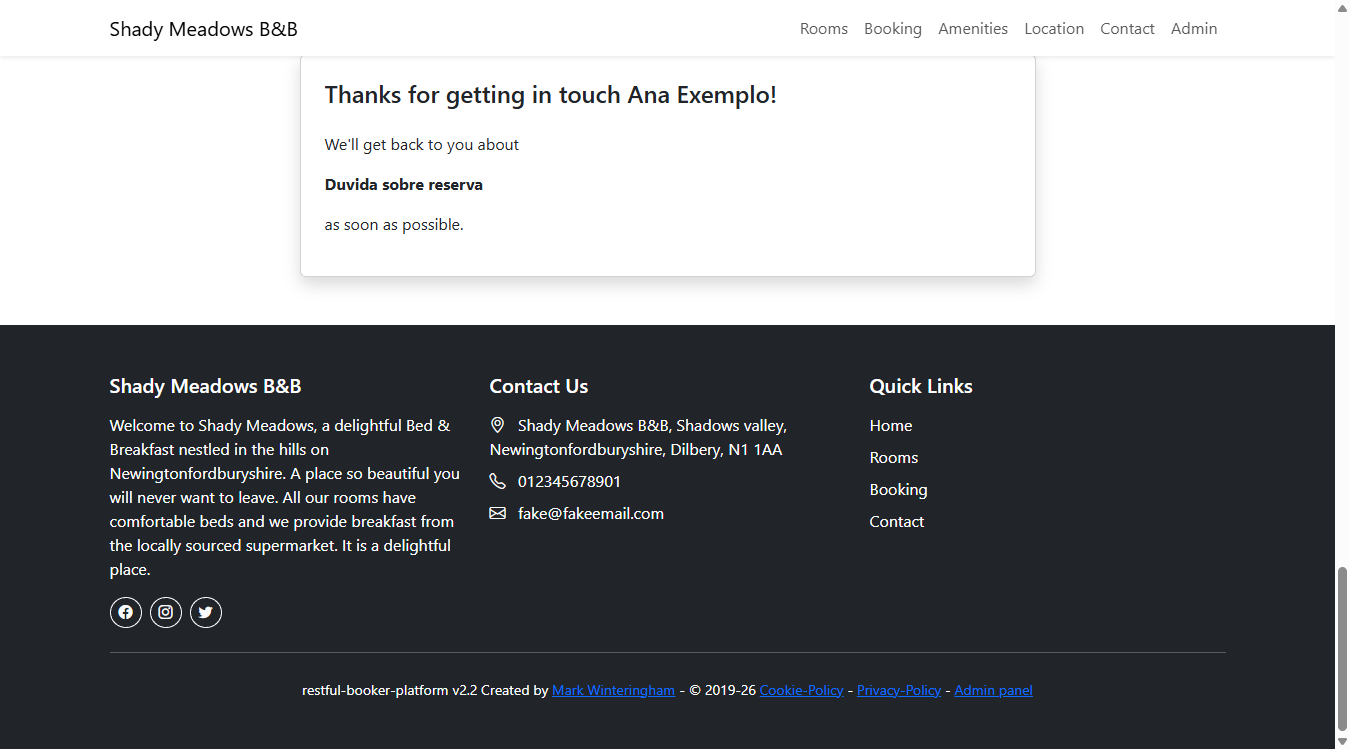 Shady Meadows B&B
Rooms Booking Amenities Location Contact Admin
Thanks for getting in touch Ana Exemplo!
We'll get back to you about
Duvida sobre reserva
as soon as possible.
Shady Meadows B&B
Welcome to Shady Meadows, a delightful Bed &
Breakfast nestled in the hills on
Newingtonfordburyshire. A place so beautiful you
will never want to leave. All our rooms have
comfortable beds and we provide breakfast from
the locally sourced supermarket. It is a delightful
place.
Contact Us
Shady Meadows B&B, Shadows valley,
Newingtonfordburyshire, Dilbery, N1 1AA
012345678901
fake@fakeemail.com
Quick Links
Home
Rooms
Booking
Contact
restful-booker-platform v2.2 Created by Mark Winteringham - © 2019-26 Cookie-Policy - Privacy-Policy - Admin panel